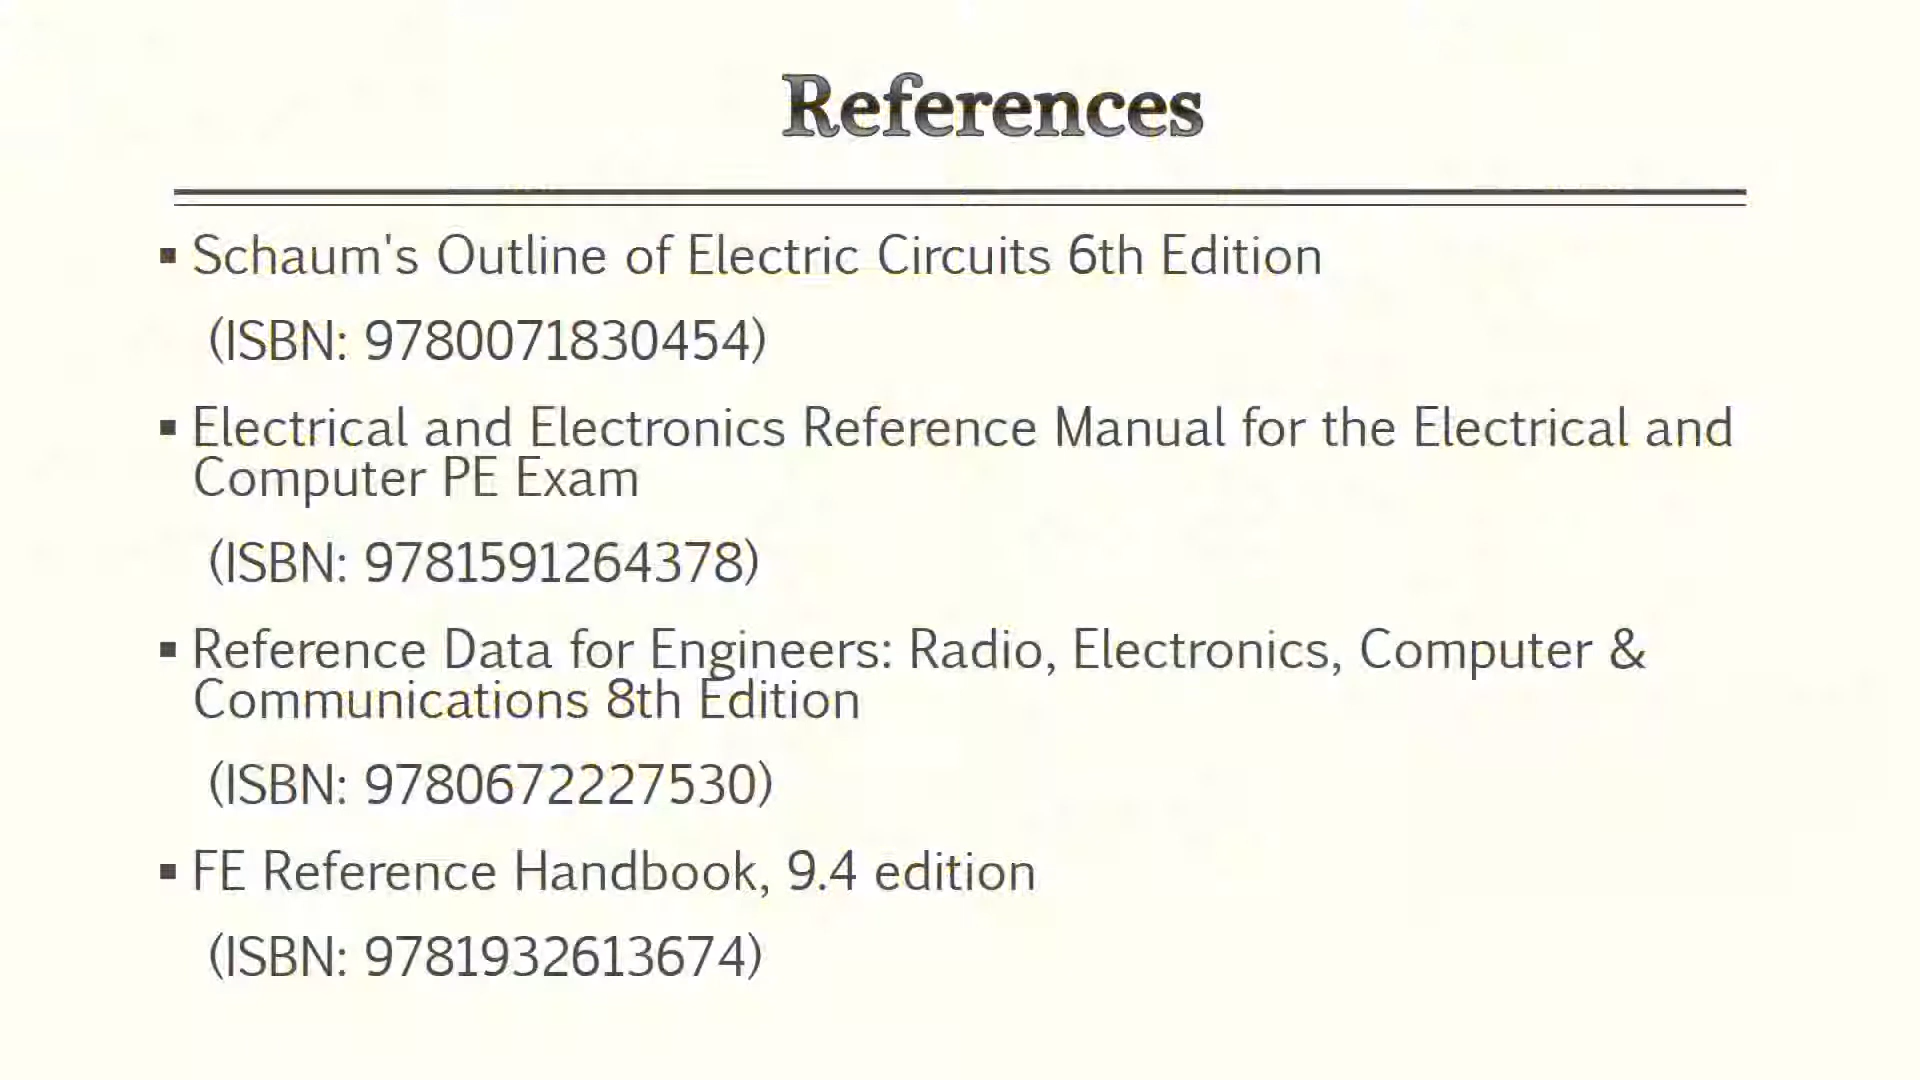 References
▪ Schaum's Outline of Electric Circuits 6th Edition
(ISBN: 9780071830454)
▪ Electrical and Electronics Reference Manual for the Electrical and
Computer PE Exam
(ISBN: 9781591264378)
▪ Reference Data for Engineers: Radio, Electronics, Computer &
Communications 8th Edition
(ISBN: 9780672227530)
▪ FE Reference Handbook, 9.4 edition
(ISBN: 9781932613674)